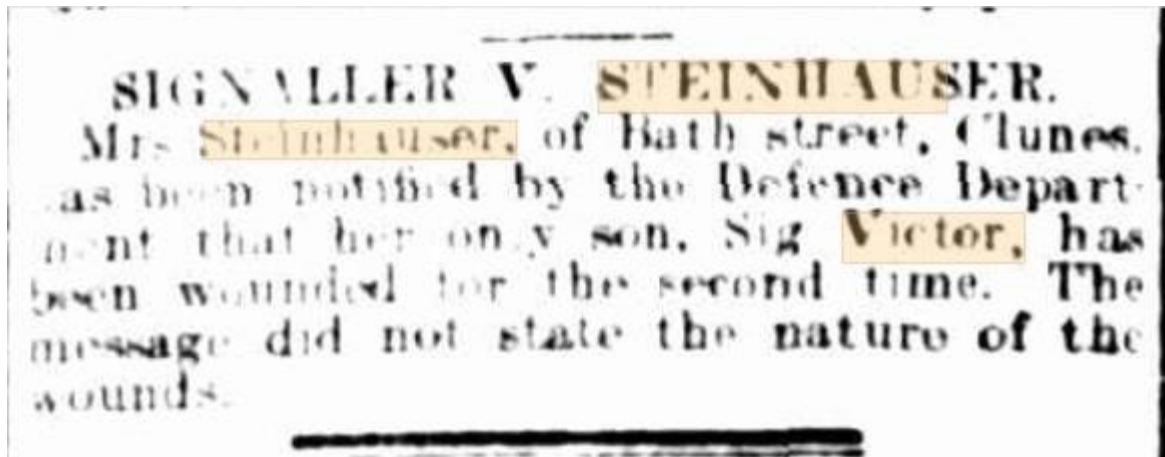 SIGNALLER V. STEINHAUSER.
Mrs Steinhauser, of Bath street, Clunes,
has been notified by the Defence Depart-
ment that her only son, Sig Victor, has
been wounded for the second time. The
message did not state the nature of the
wounds.